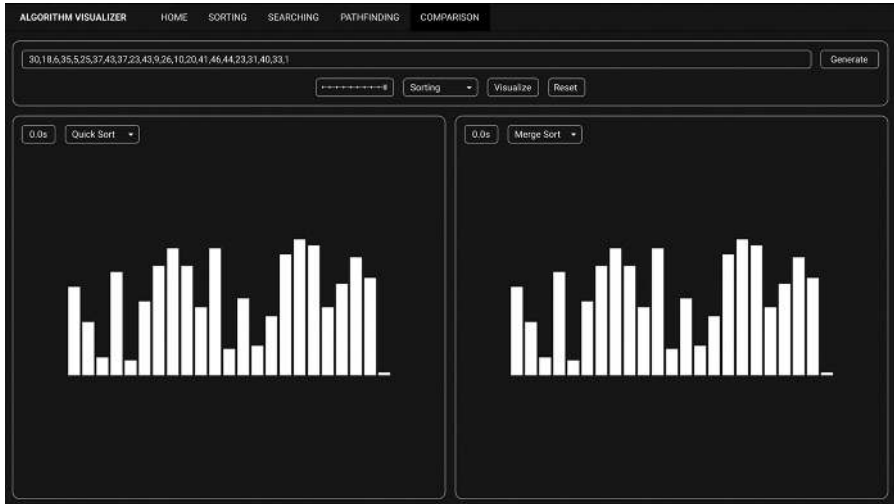 ALGORITHM VISUALIZER HOME SORTING SEARCHING PATHFINDING COMPARISON
30,18,6,35,5,25,37,43,37,23,43,9,26,10,20,41,46,44,23,31,40,33,1 Generate
Sorting Visualize Reset
0.0s Quick Sort
0.0s Merge Sort